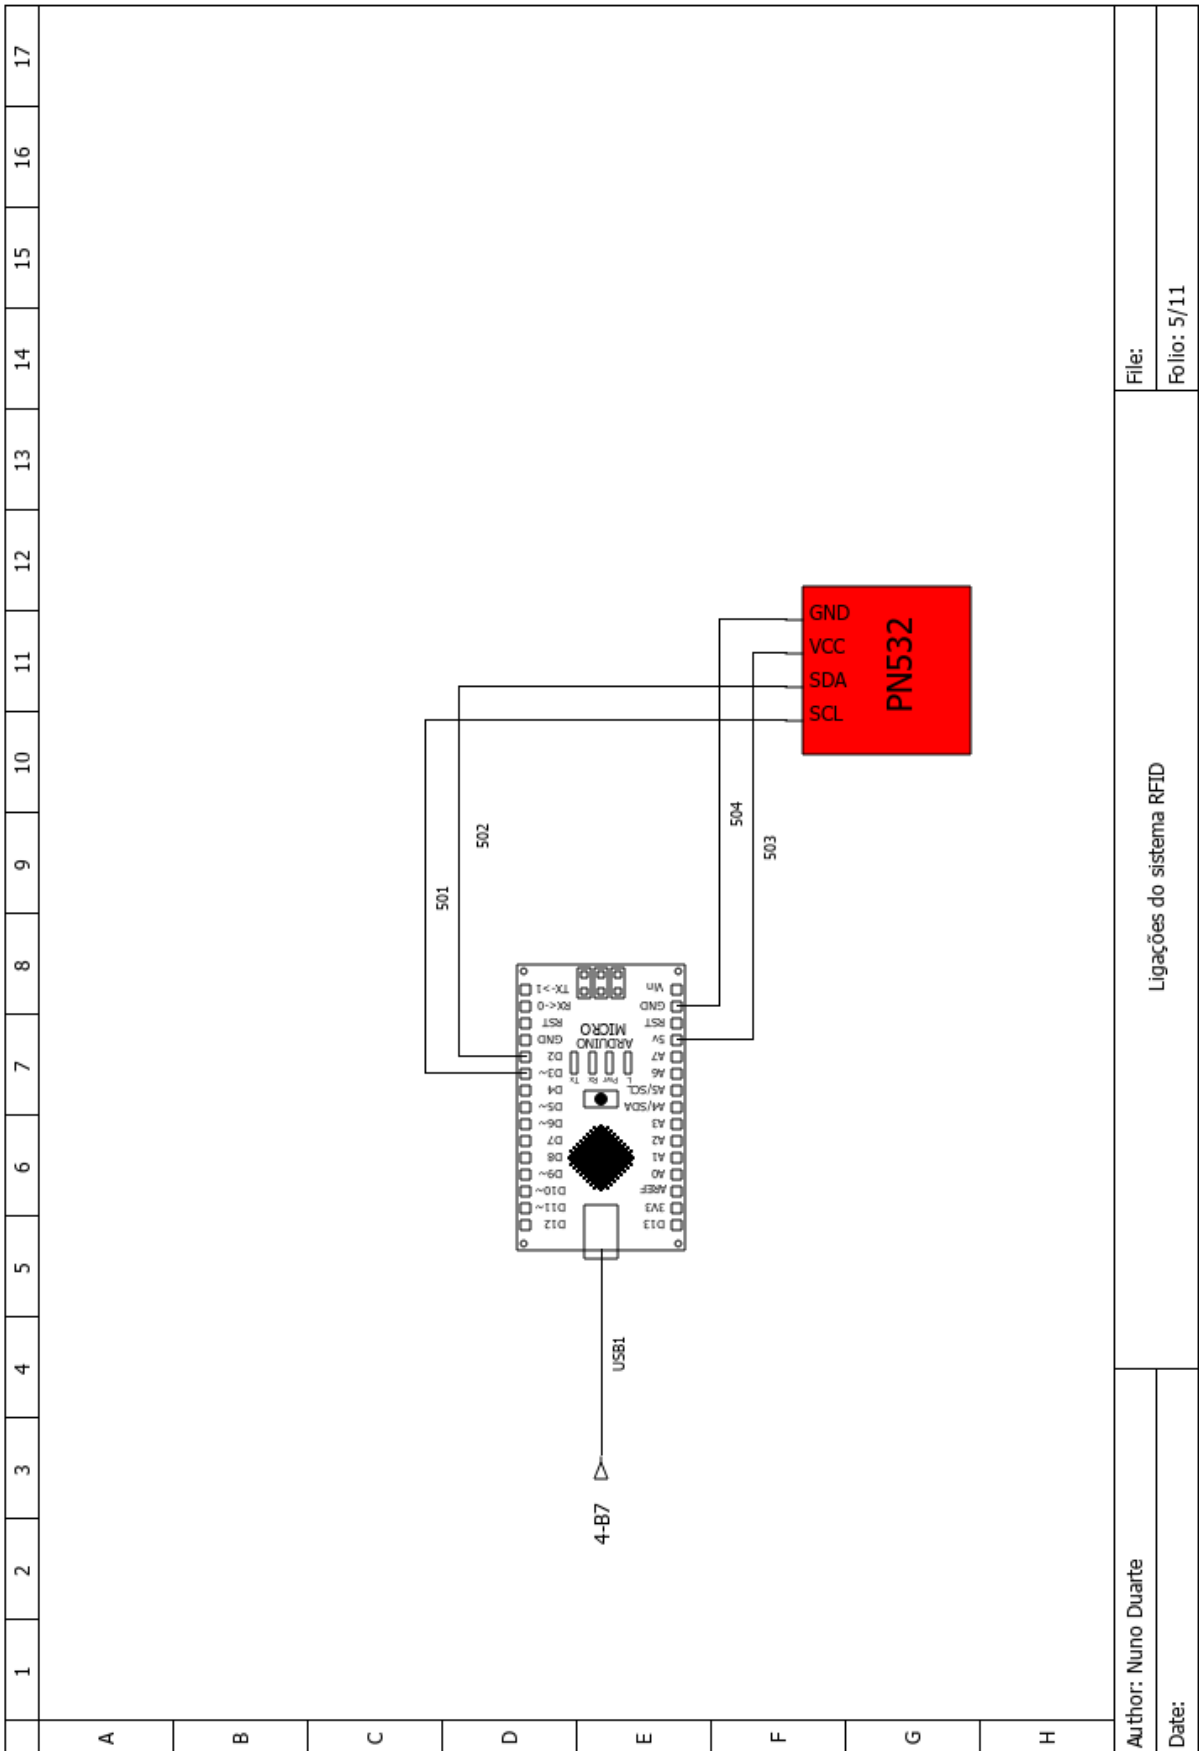 1
2
3
4
5
6
7
8
9
10
11
12
13
14
15
16
17
A
B
C
D
E
F
G
H
4-B7
USB1
D12
D11~
D10~
D9~
D8
D7
D6~
D5~
D4
D3~
D2
GND
RST
RX<-0
TX->1
ARDUINO
MICRO
Tx
Rx
Pwr
L
D13
3V3
AREF
A0
A1
A2
A3
A4/SDA
A5/SCL
A6
A7
5v
RST
GND
Vin
501
502
504
503
GND
VCC
SDA
SCL
PN532
Author: Nuno Duarte
Date:
Ligações do sistema RFID
File:
Folio: 5/11